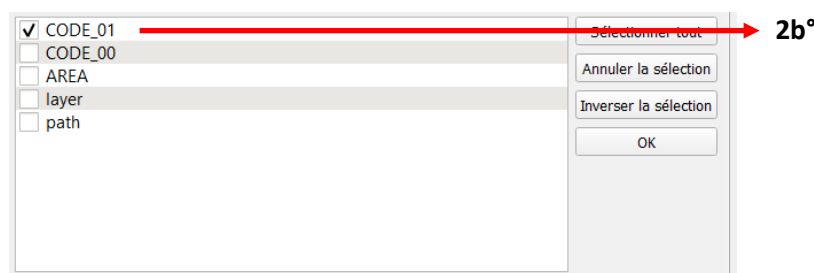 CODE_01
CODE_00
AREA
layer
path
Sélectionner tout
Annuler la sélection
Inverser la sélection
OK
2b°